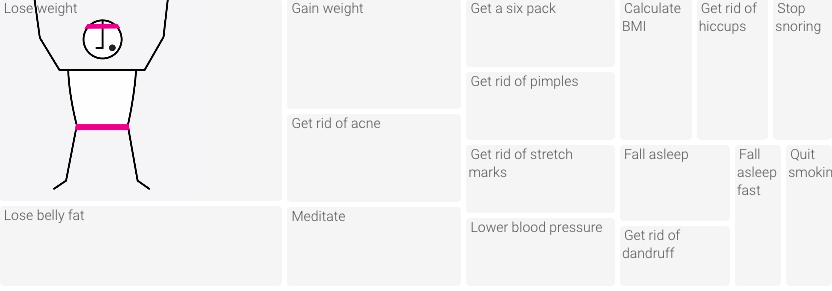 Lose weight
Lose belly fat
Gain weight
Get rid of acne
Meditate
Get a six pack
Get rid of pimples
Get rid of stretch
marks
Lower blood pressure
Calculate
BMI
Get rid of
hiccups
Stop
snoring
Fall asleep
Get rid of
dandruff
Fall
asleep
fast
Quit
smokin